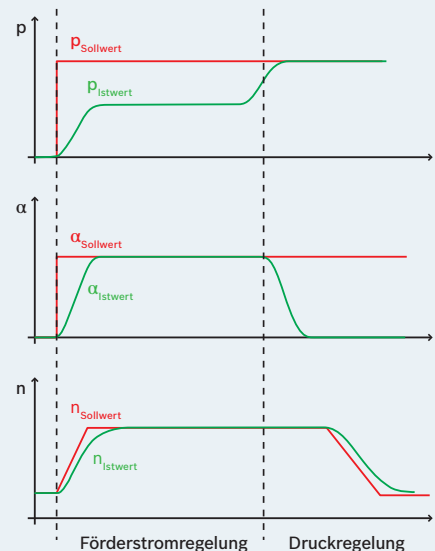 p
pSollwert
pIstwert
α
αSollwert
αIstwert
n
nSollwert
nIstwert
Förderstromregelung Druckregelung